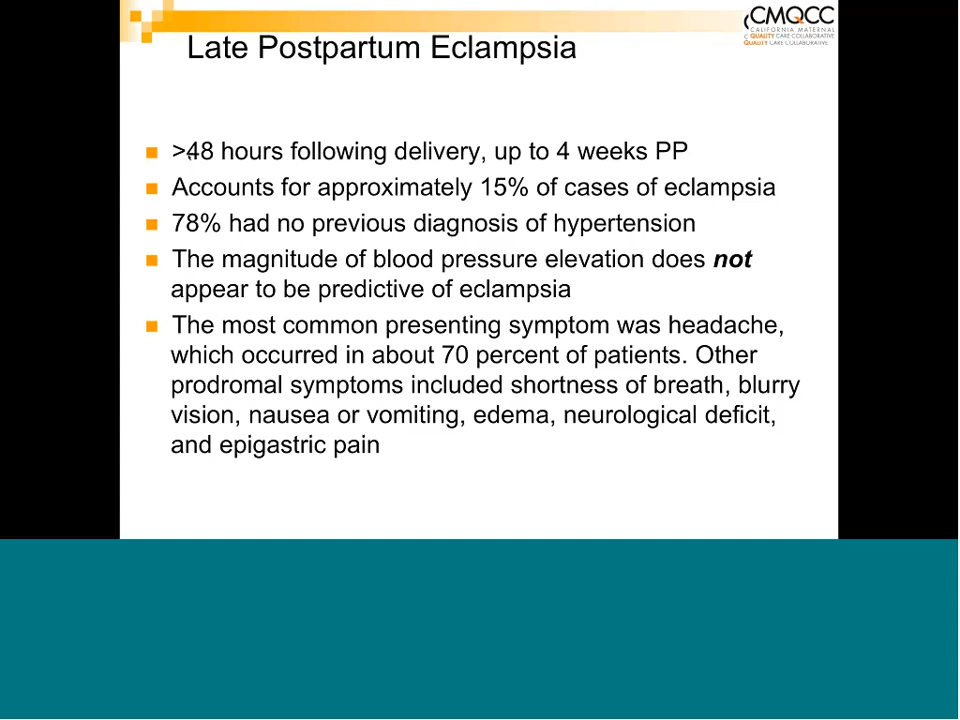 CMQCC
CALIFORNIA MATERNAL
QUALITY CARE COLLABORATIVE
QUALITY CARE COLLABORATIVE
Late Postpartum Eclampsia
>48 hours following delivery, up to 4 weeks PP
Accounts for approximately 15% of cases of eclampsia
78% had no previous diagnosis of hypertension
The magnitude of blood pressure elevation does not
appear to be predictive of eclampsia
The most common presenting symptom was headache,
which occurred in about 70 percent of patients. Other
prodromal symptoms included shortness of breath, blurry
vision, nausea or vomiting, edema, neurological deficit,
and epigastric pain